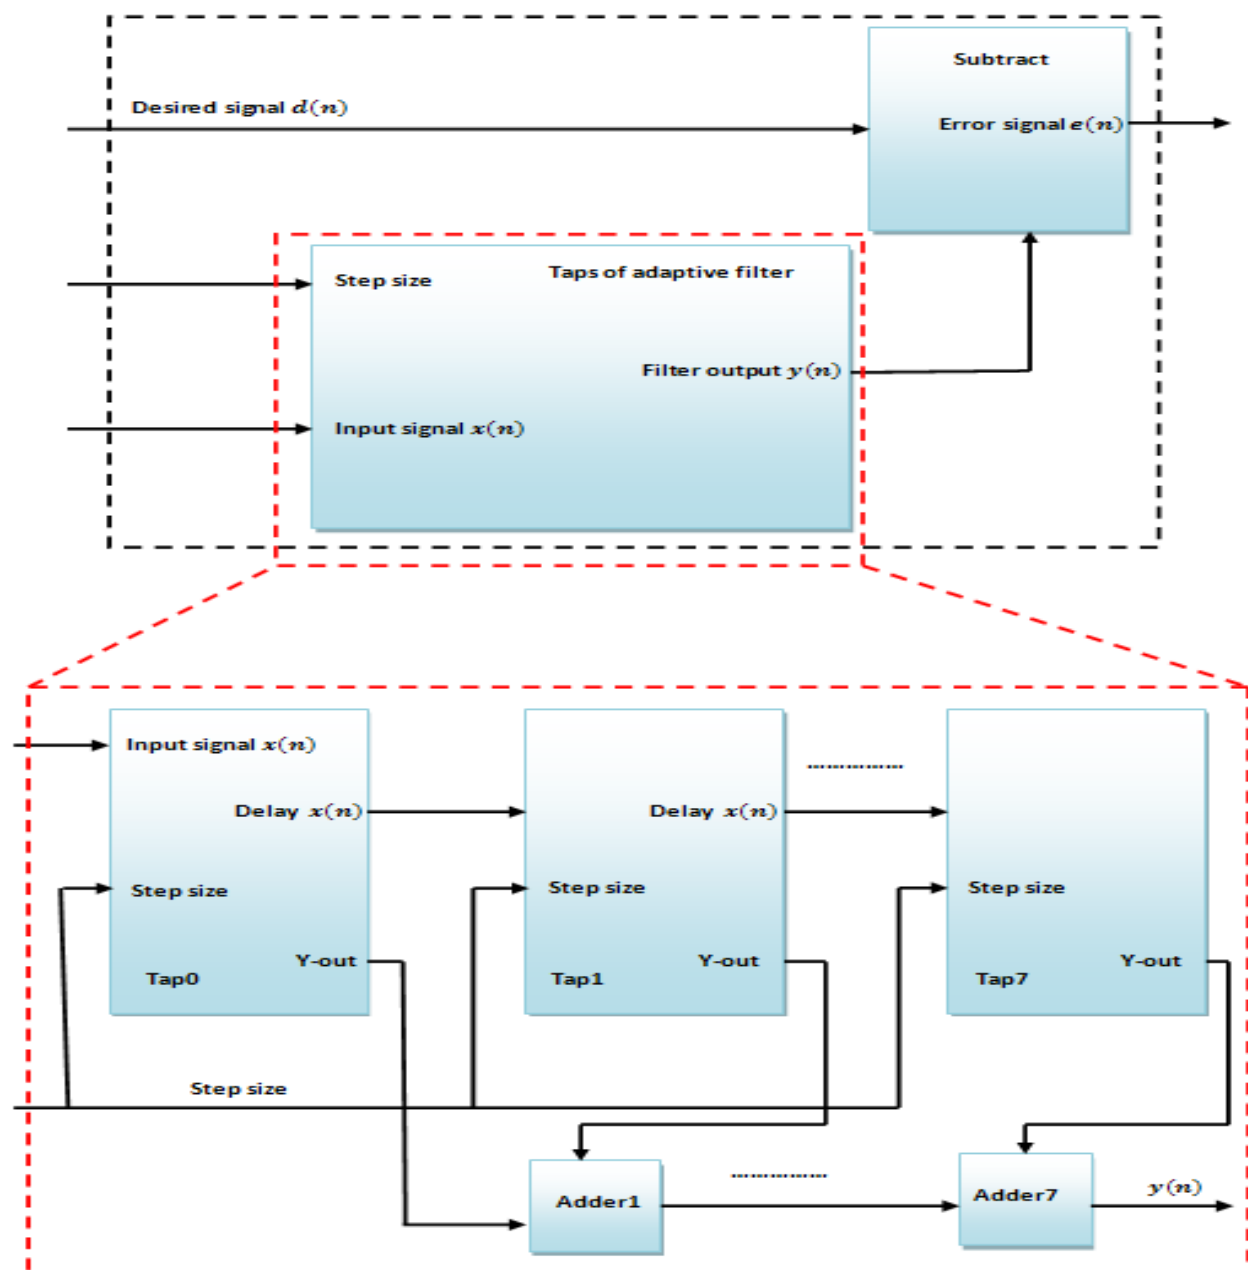 Subtract
Desired signal d(n)
Error signal e(n)
Taps of adaptive filter
Step size
Filter output y(n)
Input signal x(n)
Input signal x(n)
................
Delay x(n)
Delay x(n)
Step size
Step size
Step size
Y-out
Y-out
Y-out
Tap0
Tap1
Tap7
Step size
................
Adder1
Adder7
y(n)